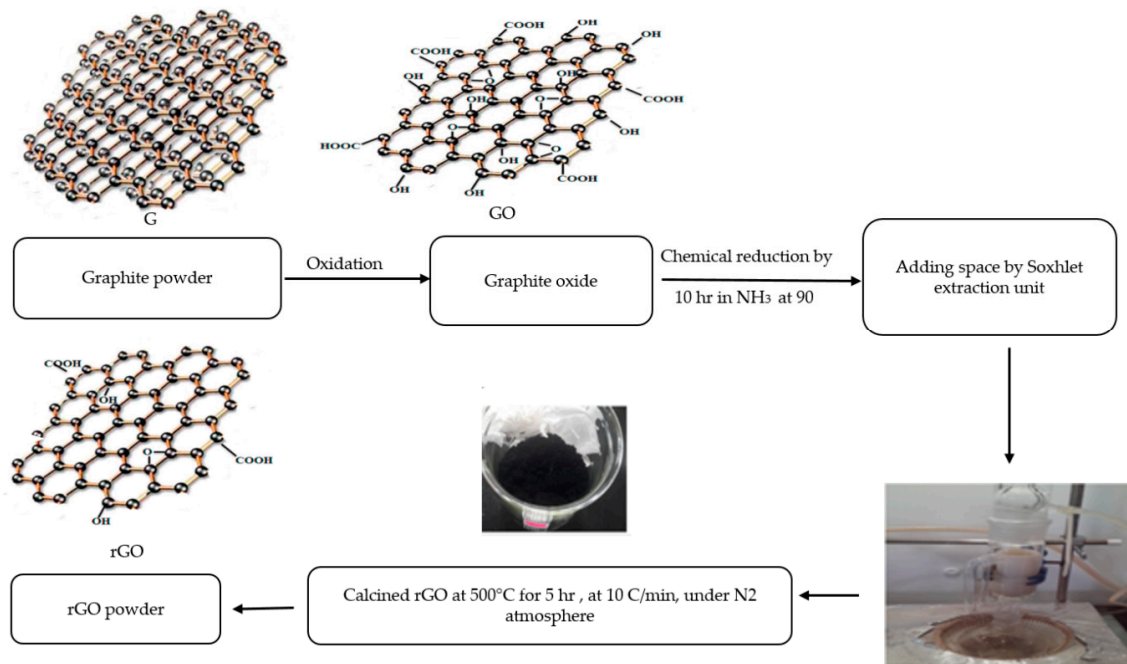 COOH
OH
COOH
OH
OH
OH
O
OH
O
COOH
O
OH
HOOC
OH
O
COOH
OH
OH
G
GO
Graphite powder
Oxidation
Graphite oxide
Chemical reduction by
10 hr in NH₃ at 90
Adding space by Soxhlet
extraction unit
COOH
OH
O
COOH
OH
rGO
rGO powder
Calcined rGO at 500°C for 5 hr , at 10 C/min, under N2
atmosphere